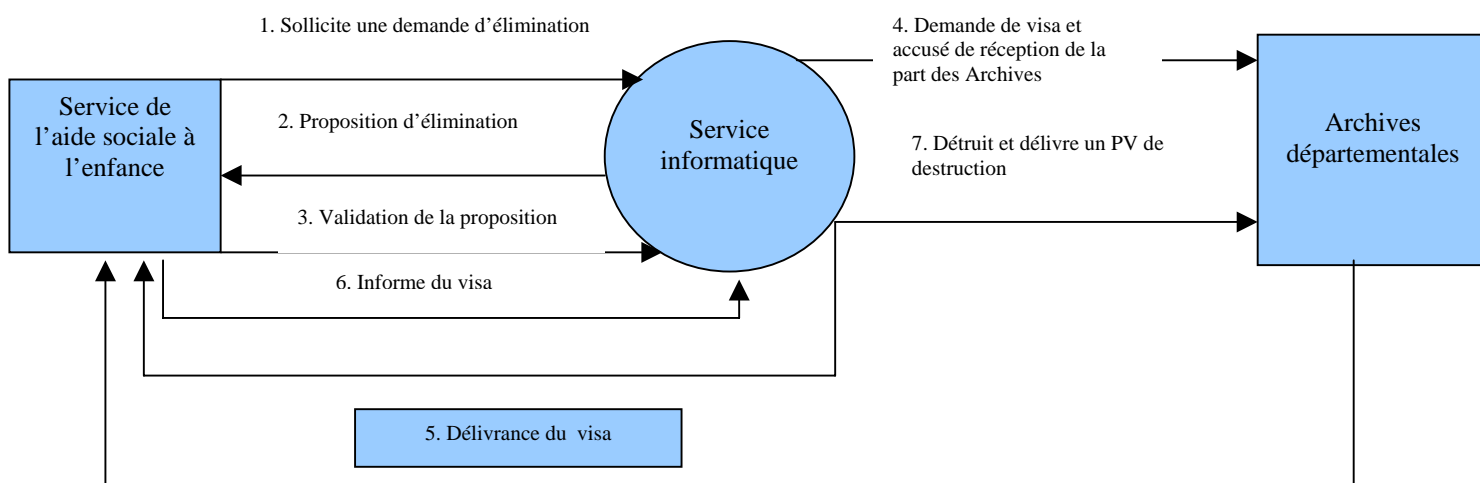 1. Sollicite une demande d’élimination
4. Demande de visa et
accusé de réception de la
part des Archives
Service de
l’aide sociale à
l’enfance
2. Proposition d’élimination
Service
informatique
7. Détruit et délivre un PV de
destruction
Archives
départementales
3. Validation de la proposition
6. Informe du visa
5. Délivrance du visa